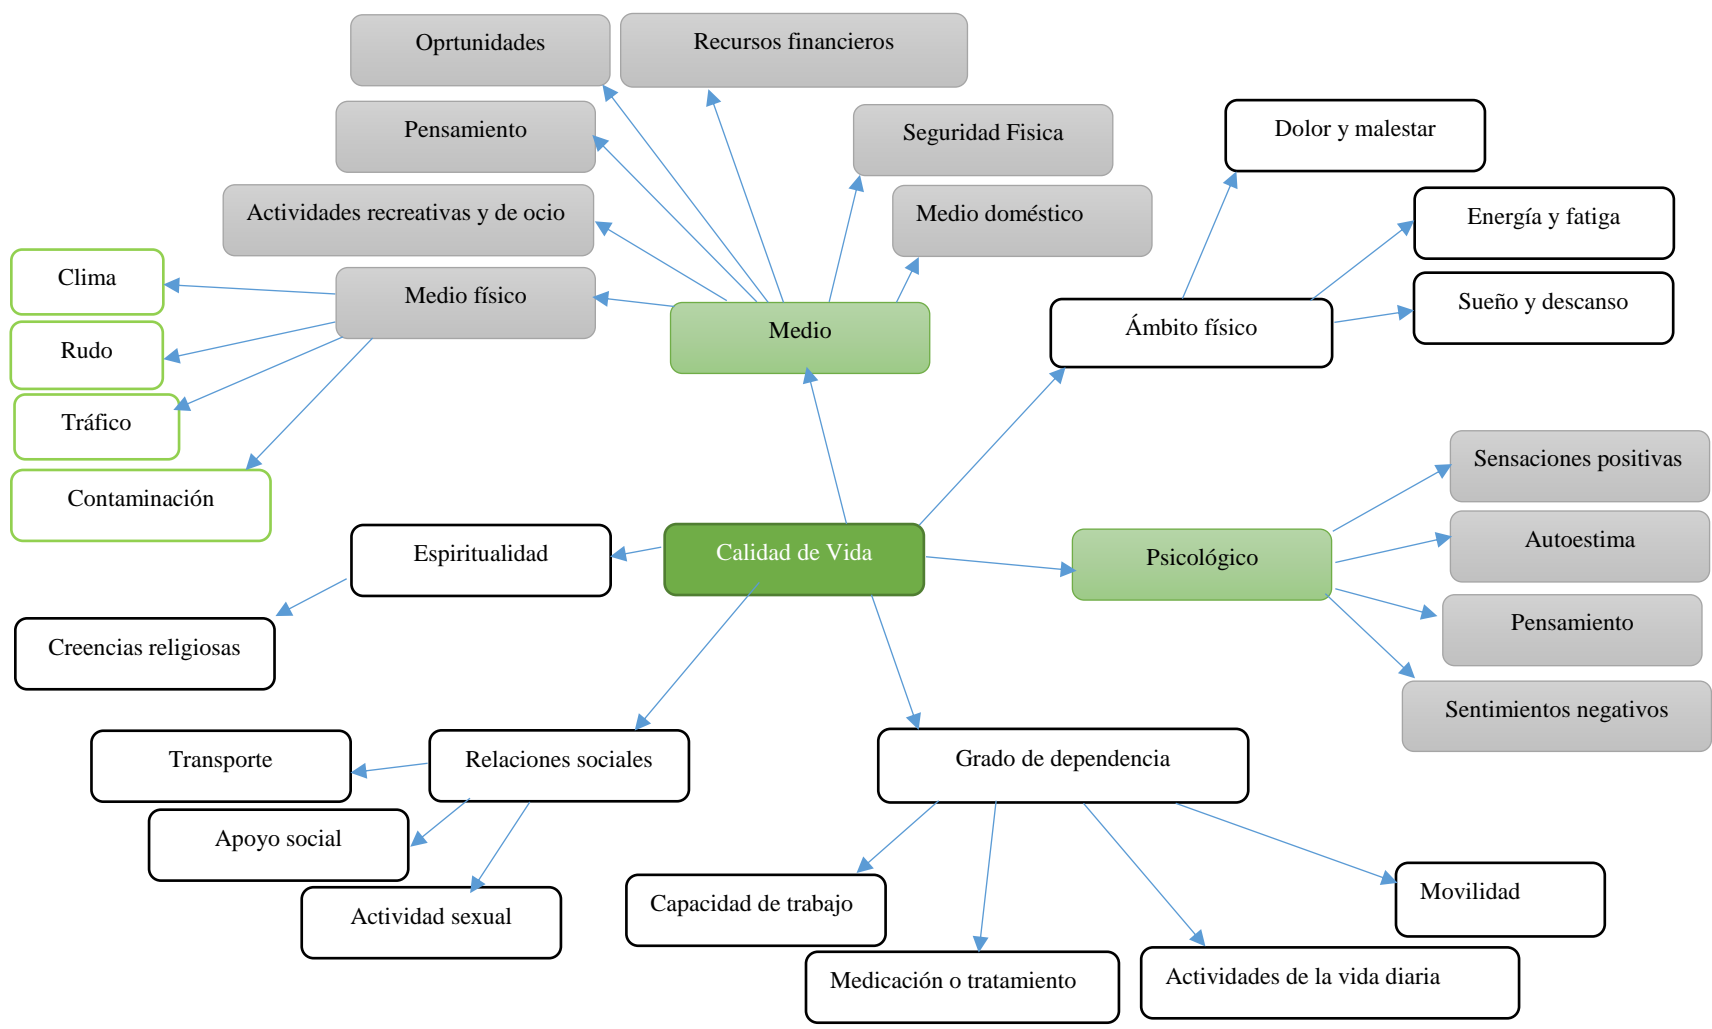 Oprtunidades
Recursos financieros
Pensamiento
Seguridad Fisica
Dolor y malestar
Actividades recreativas y de ocio
Medio doméstico
Energía y fatiga
Clima
Medio físico
Sueño y descanso
Medio
Ámbito físico
Rudo
Tráfico
Sensaciones positivas
Contaminación
Autoestima
Espiritualidad
Calidad de Vida
Psicológico
Pensamiento
Creencias religiosas
Sentimientos negativos
Transporte
Relaciones sociales
Grado de dependencia
Apoyo social
Movilidad
Capacidad de trabajo
Actividad sexual
Medicación o tratamiento
Actividades de la vida diaria